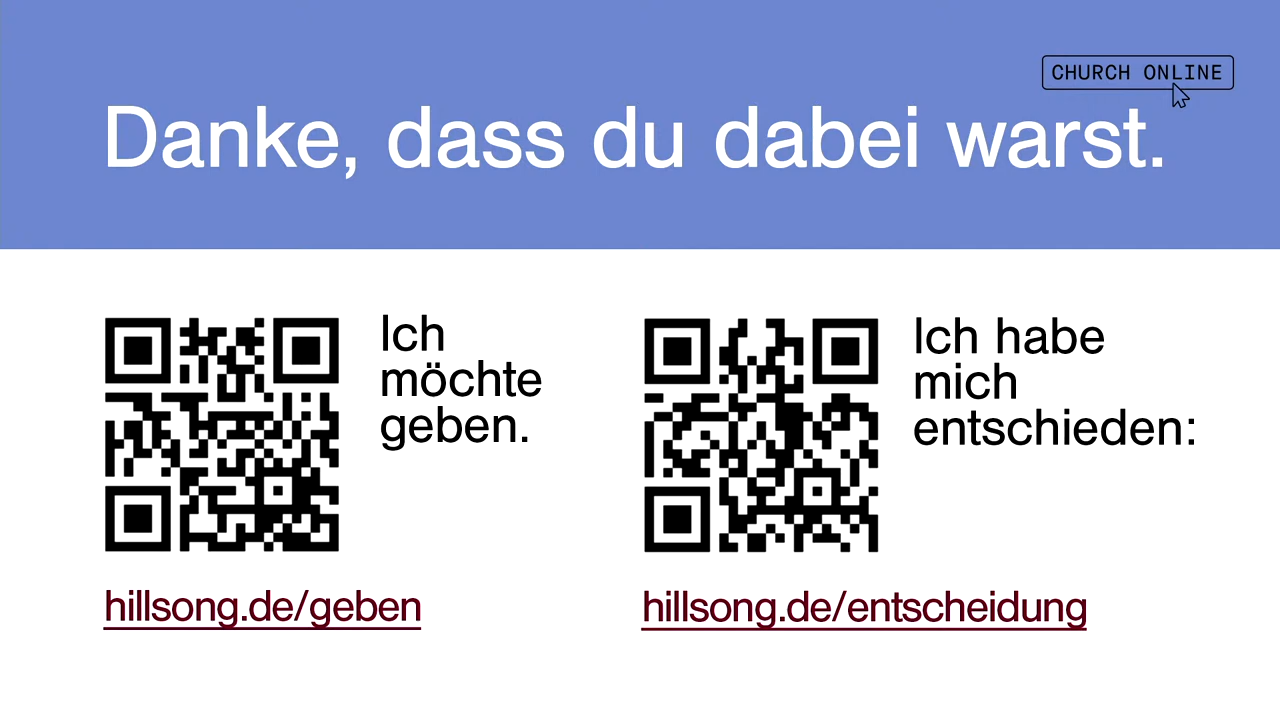 CHURCH ONLINE
Danke, dass du dabei warst.
Ich
möchte
geben.
hillsong.de/geben
Ich habe
mich
entschieden:
hillsong.de/entscheidung